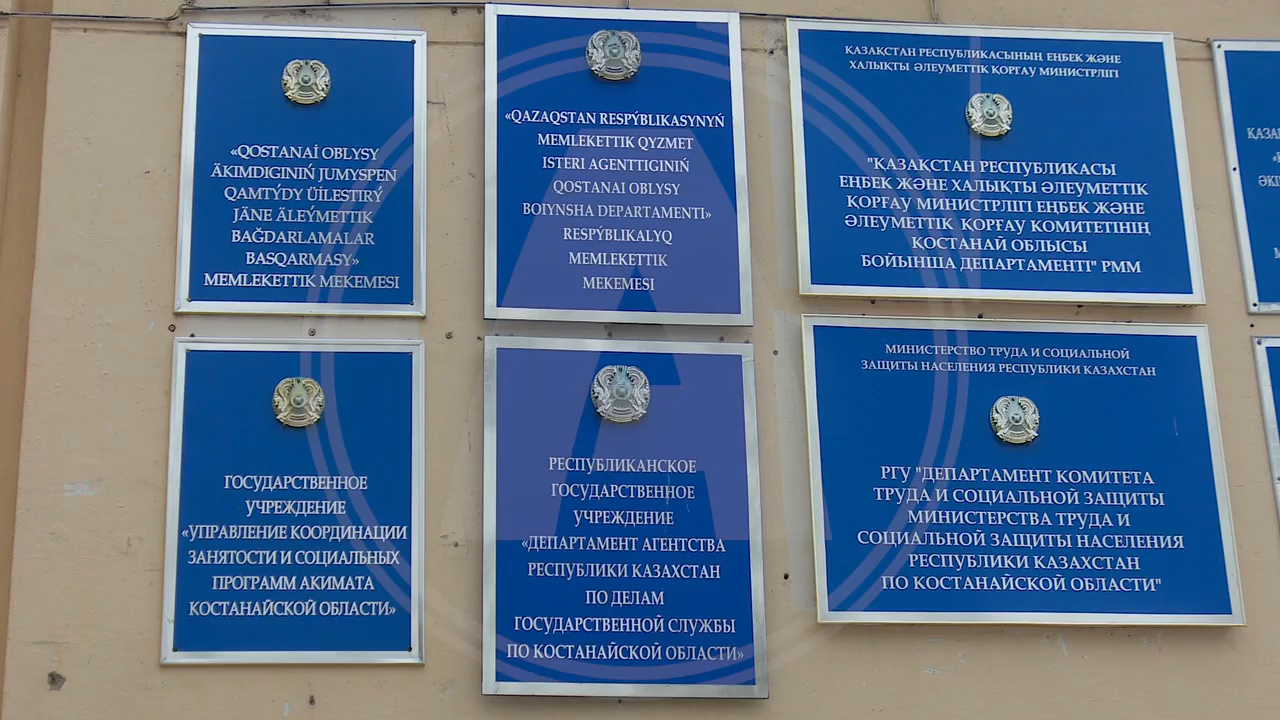 «QOSTANAİ OBLYSY
ÁKIMDIGINIŃ JUMYSPEN
QAMTÝDY ÚILESTIRÝ
JÁNE ÁLEÝMETTIK
BAĞDARLAMALAR
BASQARMASY»
MEMLEKETTIK MEKEMESI
«QAZAQSTAN RESPÝBLIKASYNYŃ
MEMLEKETTIK QYZMET
ISTERI AGENTTIGINIŃ
QOSTANAI OBLYSY
BOIYNSHA DEPARTAMENTI»
RESPÝBLIKALYQ
MEMLEKETTIK
MEKEMESI
ҚАЗАҚСТАН РЕСПУБЛИКАСЫНЫҢ ЕҢБЕК ЖӘНЕ
ХАЛЫҚТЫ ӘЛЕУМЕТТІК ҚОРҒАУ МИНИСТРЛІГІ
"ҚАЗАҚСТАН РЕСПУБЛИКАСЫ
ЕҢБЕК ЖӘНЕ ХАЛЫҚТЫ ӘЛЕУМЕТТІК
ҚОРҒАУ МИНИСТРЛІГІ ЕҢБЕК ЖӘНЕ
ӘЛЕУМЕТТІК ҚОРҒАУ КОМИТЕТІНІҢ
ҚОСТАНАЙ ОБЛЫСЫ
БОЙЫНША ДЕПАРТАМЕНТІ" РММ
ГОСУДАРСТВЕННОЕ
УЧРЕЖДЕНИЕ
«УПРАВЛЕНИЕ КООРДИНАЦИИ
ЗАНЯТОСТИ И СОЦИАЛЬНЫХ
ПРОГРАММ АКИМАТА
КОСТАНАЙСКОЙ ОБЛАСТИ»
РЕСПУБЛИКАНСКОЕ
ГОСУДАРСТВЕННОЕ
УЧРЕЖДЕНИЕ
«ДЕПАРТАМЕНТ АГЕНТСТВА
РЕСПУБЛИКИ КАЗАХСТАН
ПО ДЕЛАМ
ГОСУДАРСТВЕННОЙ СЛУЖБЫ
ПО КОСТАНАЙСКОЙ ОБЛАСТИ»
МИНИСТЕРСТВО ТРУДА И СОЦИАЛЬНОЙ
ЗАЩИТЫ НАСЕЛЕНИЯ РЕСПУБЛИКИ КАЗАХСТАН
РГУ "ДЕПАРТАМЕНТ КОМИТЕТА
ТРУДА И СОЦИАЛЬНОЙ ЗАЩИТЫ
МИНИСТЕРСТВА ТРУДА И
СОЦИАЛЬНОЙ ЗАЩИТЫ НАСЕЛЕНИЯ
РЕСПУБЛИКИ КАЗАХСТАН
ПО КОСТАНАЙСКОЙ ОБЛАСТИ"